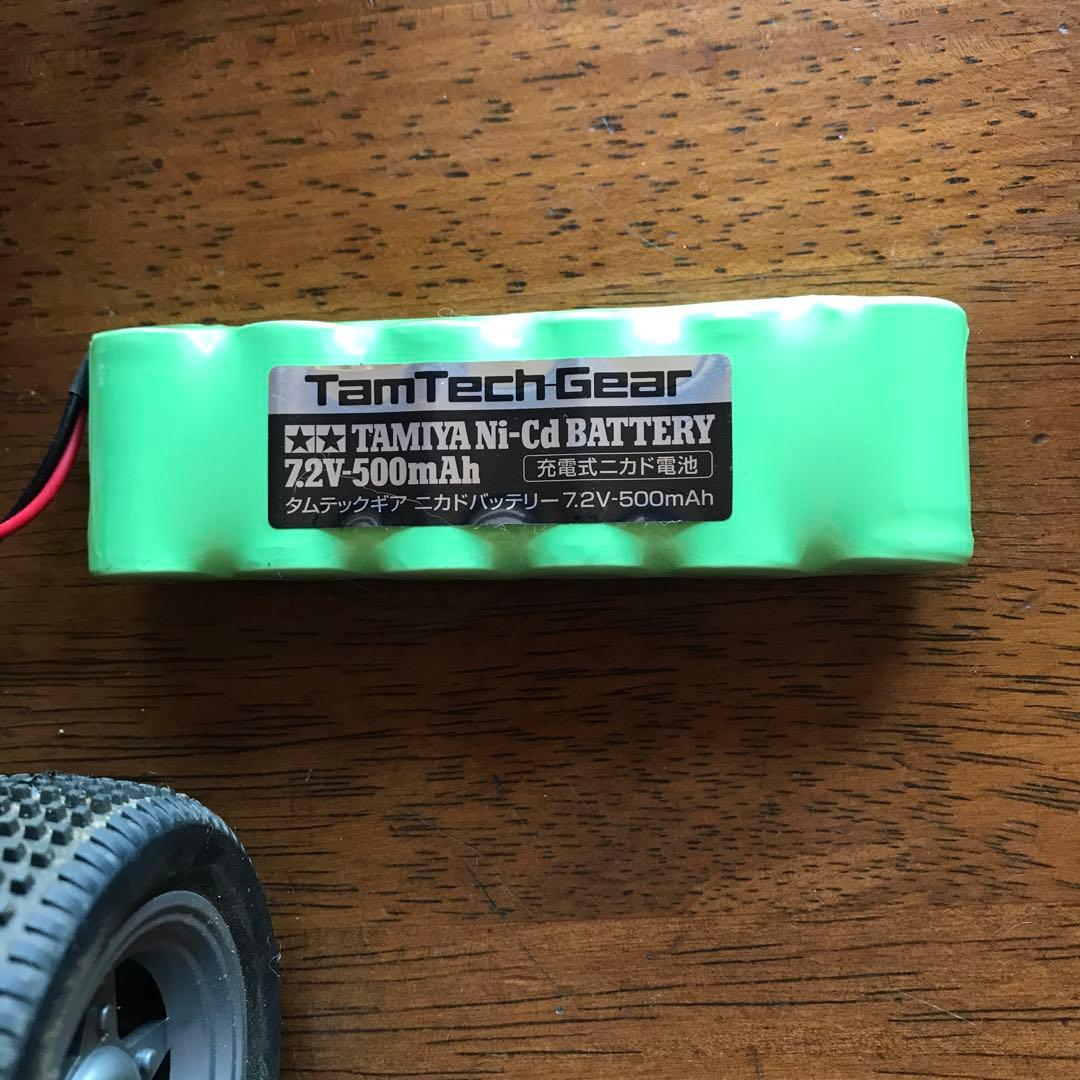 TamTech-Gear
TAMIYA Ni-Cd BATTERY
7.2V-500mAh 充電式ニカド電池
タムテックギア ニカドバッテリー 7.2V-500mAh